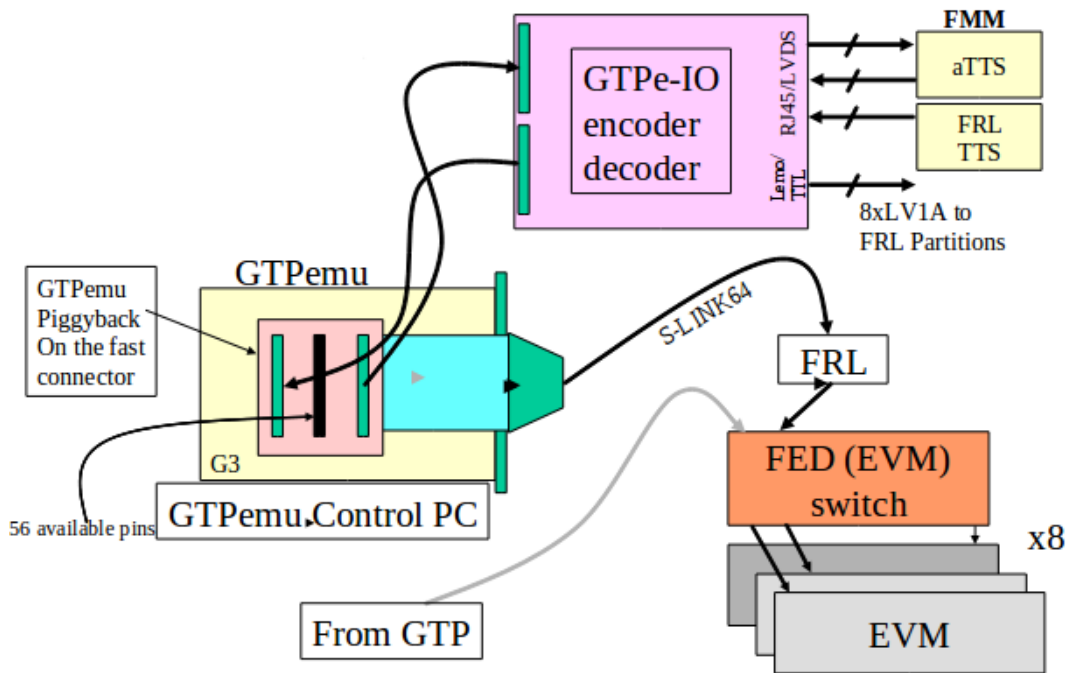 FMM
aTTS
FRL
TTS
RJ45/LVDS
Lemo/
TTL
GTPe-IO
encoder
decoder
8xLV1A to
FRL Partitions
GTPemu
GTPemu
Piggyback
On the fast
connector
S-LINK64
FRL
G3
FED (EVM)
switch
GTPemu Control PC
56 available pins
x8
From GTP
EVM